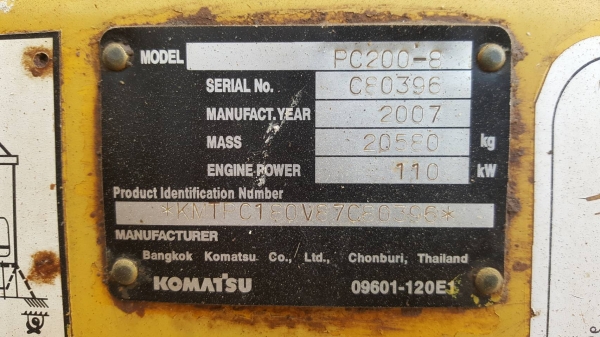 MODEL PC200-8
SERIAL No. C80396
MANUFACT.YEAR 2007
MASS 20580 kg
ENGINE POWER 110 kW
Product Identification Number
MANUFACTURER
Bangkok Komatsu Co., Ltd., Chonburi, Thailand
KOMATSU 09601-120E1